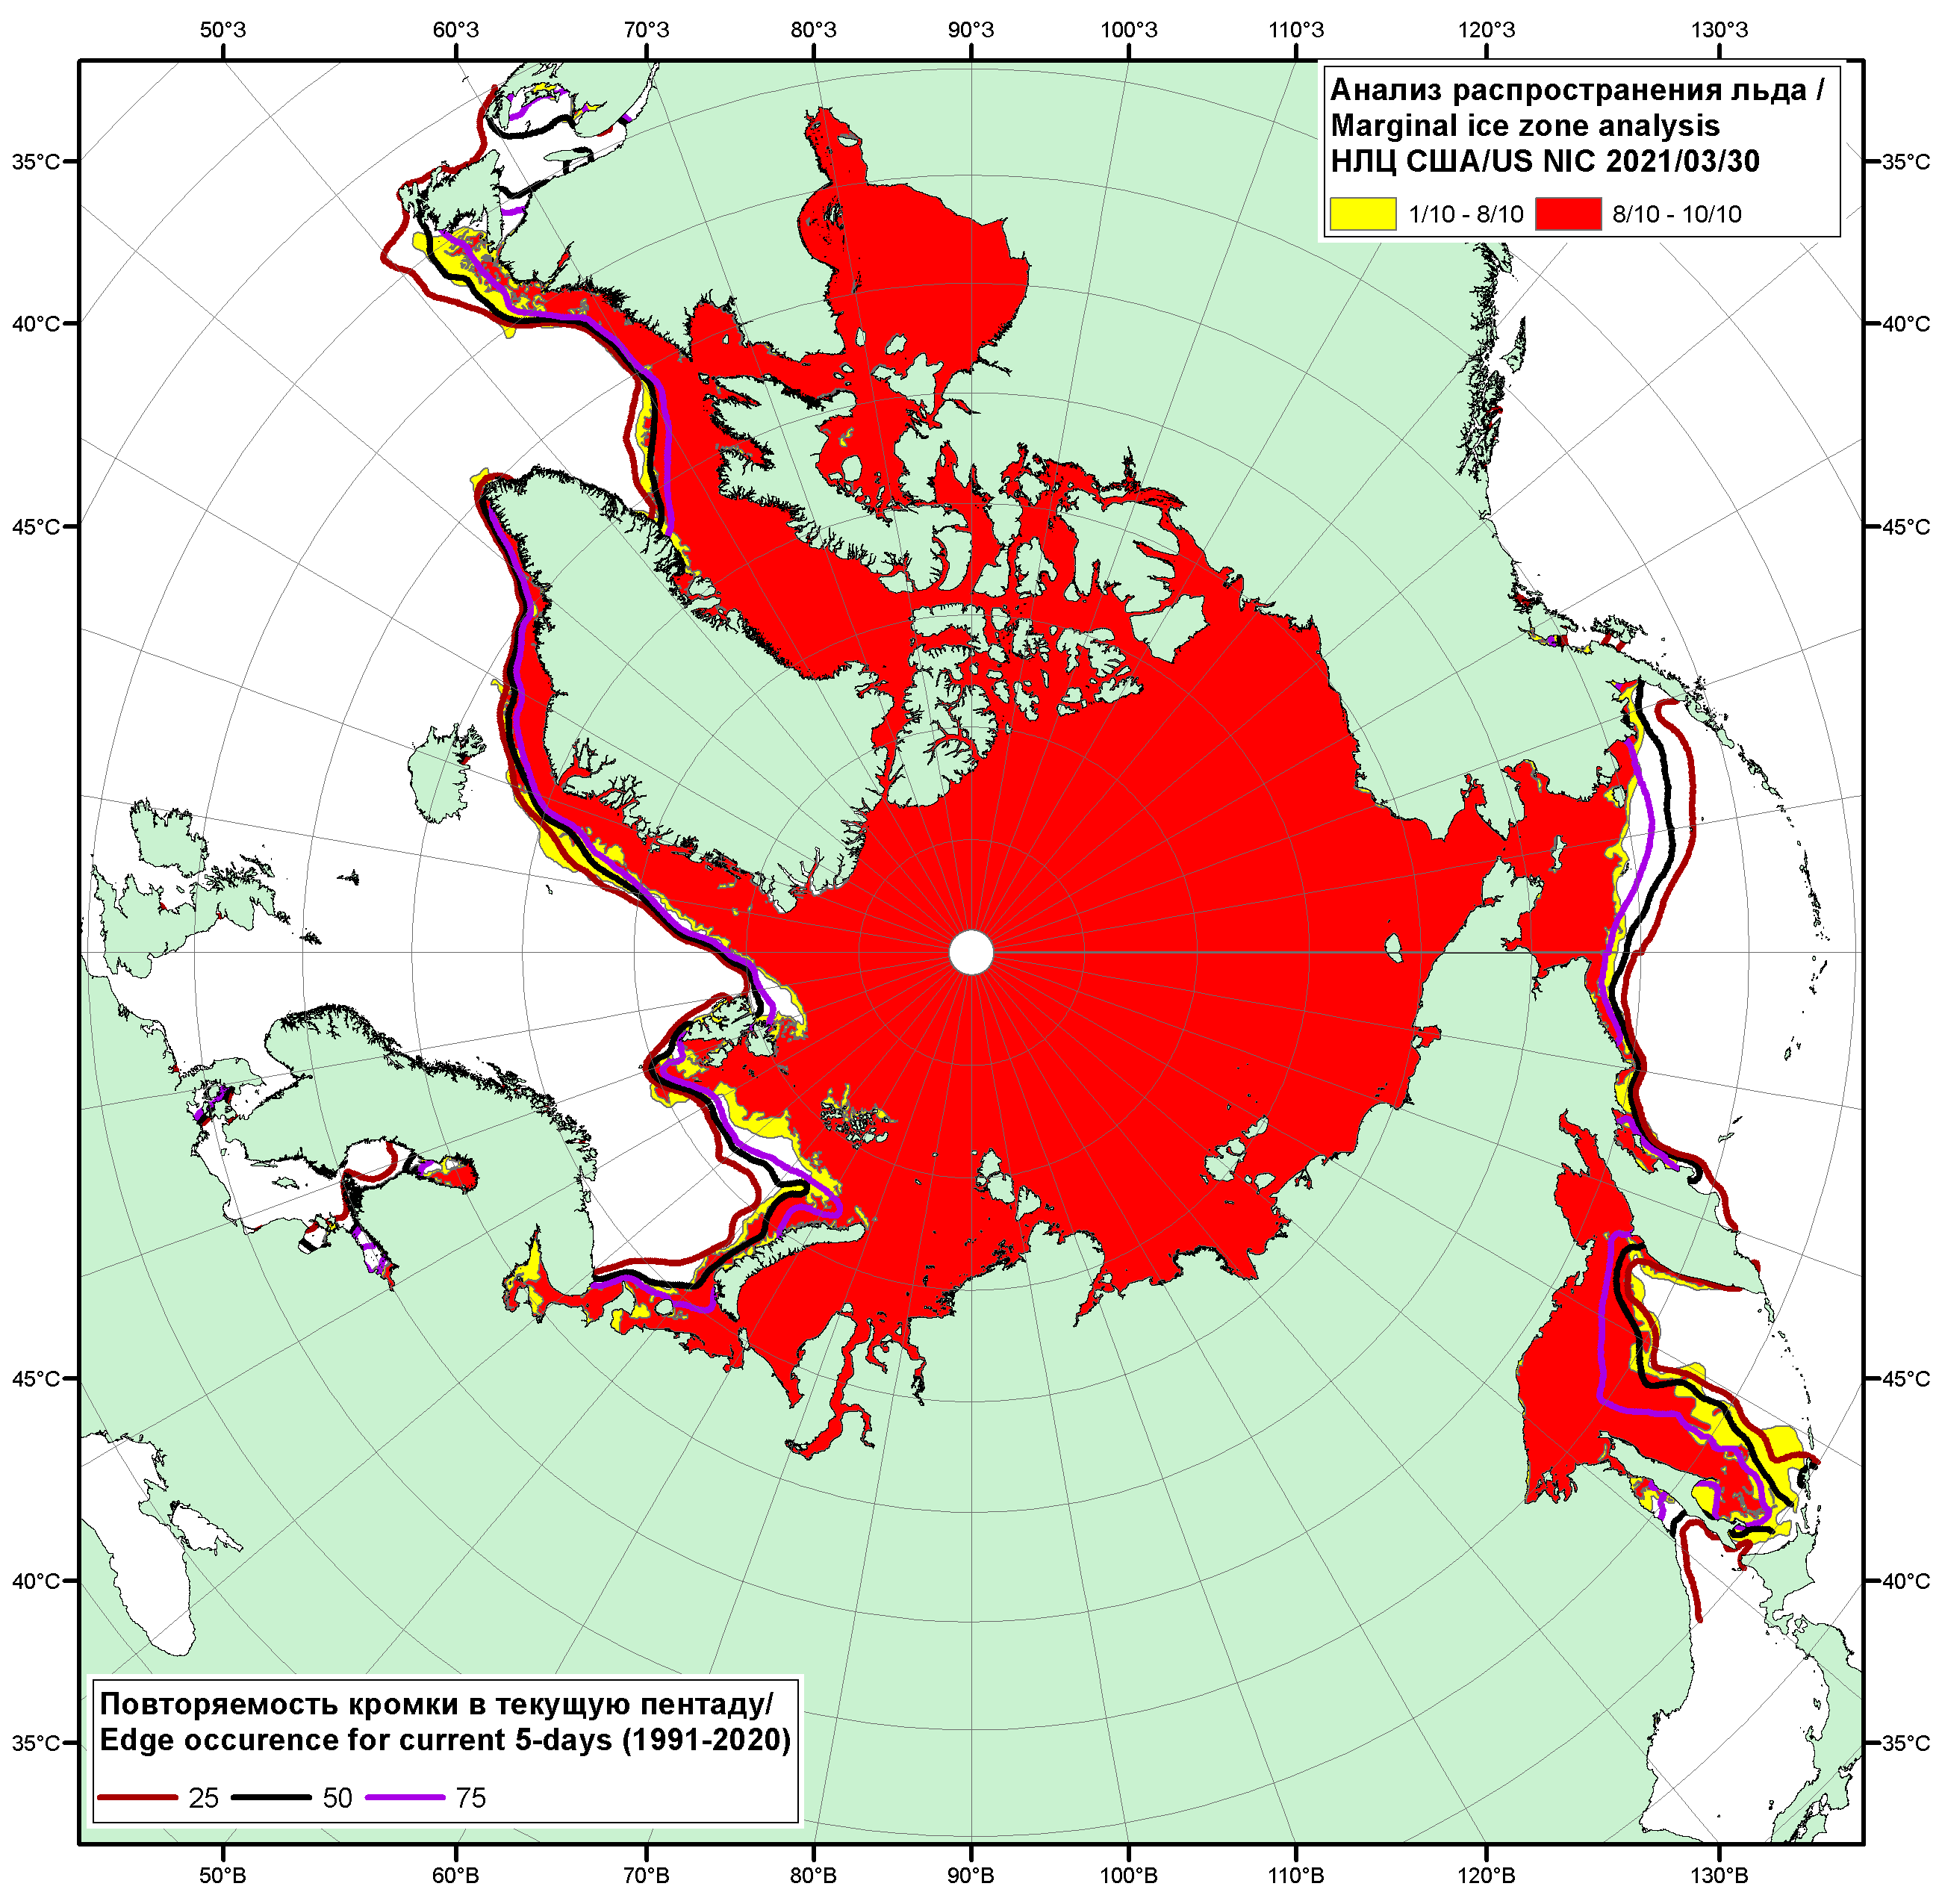 50°З 60°З 70°З 80°З 90°З 100°З 110°З 120°З 130°З
Анализ распространения льда /
Marginal ice zone analysis
НЛЦ США/US NIC 2021/03/30
1/10 - 8/10 8/10 - 10/10
35°С 35°С
40°С 40°С
45°С 45°С
45°С 45°С
40°С 40°С
35°С 35°С
Повторяемость кромки в текущую пентаду/
Edge occurence for current 5-days (1991-2020)
25 50 75
50°В 60°В 70°В 80°В 90°В 100°В 110°В 120°В 130°В